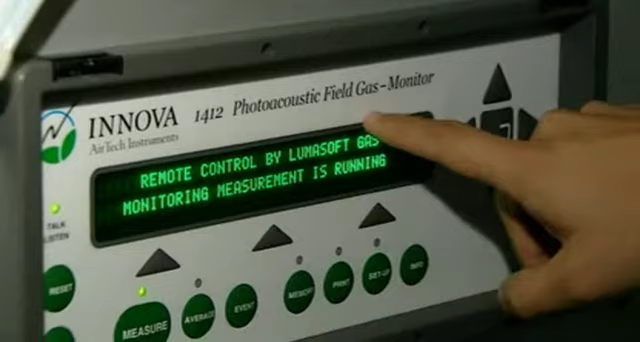 INNOVA 1412 Photoacoustic Field Gas-Monitor
AirTech Instruments
REMOTE CONTROL BY LUMASOFT GAS
MONITORING MEASUREMENT IS RUNNING
TALK
LISTEN
RESET
MEASURE
AVERAGE
EVENT
MEMORY
PRINT
SET-UP
INFO